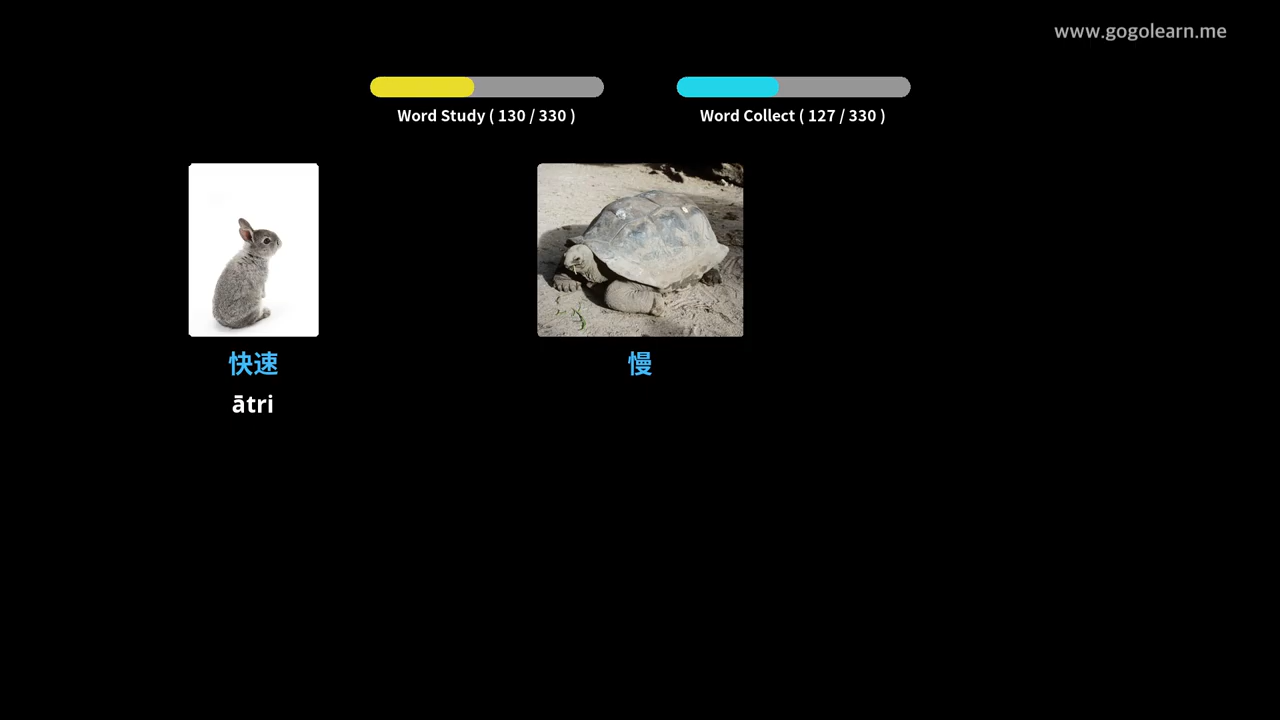 www.gogolearn.me
Word Study ( 130 / 330 )
Word Collect ( 127 / 330 )
快速
慢
ātri